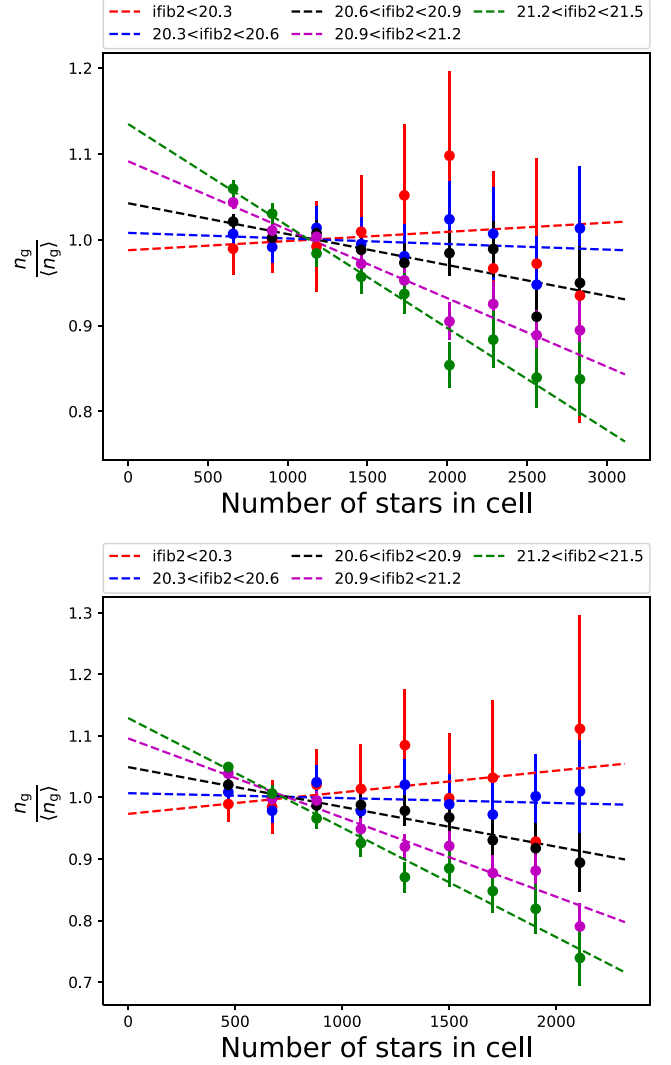 ifib2<20.3 20.6<ifib2<20.9 21.2<ifib2<21.5
20.3<ifib2<20.6 20.9<ifib2<21.2
1.2
1.1
1.0
0.9
0.8
n_g / ⟨n_g⟩
0 500 1000 1500 2000 2500 3000
Number of stars in cell
ifib2<20.3 20.6<ifib2<20.9 21.2<ifib2<21.5
20.3<ifib2<20.6 20.9<ifib2<21.2
1.3
1.2
1.1
1.0
0.9
0.8
0.7
n_g / ⟨n_g⟩
0 500 1000 1500 2000
Number of stars in cell